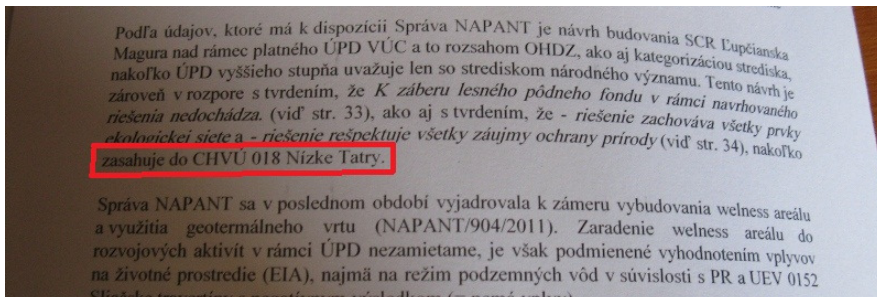 Podľa údajov, ktoré má k dispozícii Správa NAPANT je návrh budovania SCR Ľupčianska
Magura nad rámec platného ÚPD VÚC a to rozsahom OHDZ, ako aj kategorizáciou strediska,
nakoľko ÚPD vyššieho stupňa uvažuje len so strediskom národného významu. Tento návrh je
zároveň v rozpore s tvrdením, že K záberu lesného pôdneho fondu v rámci navrhovaného
riešenia nedochádza. (viď str. 33), ako aj s tvrdením, že - riešenie zachováva všetky prvky
ekologickej siete a - riešenie rešpektuje všetky záujmy ochrany prírody (viď str. 34), nakoľko
zasahuje do CHVÚ 018 Nízke Tatry.
Správa NAPANT sa v poslednom období vyjadrovala k zámeru vybudovania welness areálu
a využitia geotermálneho vrtu (NAPANT/904/2011). Zaradenie welness areálu do
rozvojových aktivít v rámci ÚPD nezamietame, je však podmienené vyhodnotením vplyvov
na životné prostredie (EIA), najmä na režim podzemných vôd v súvislosti s PR a UEV 0152